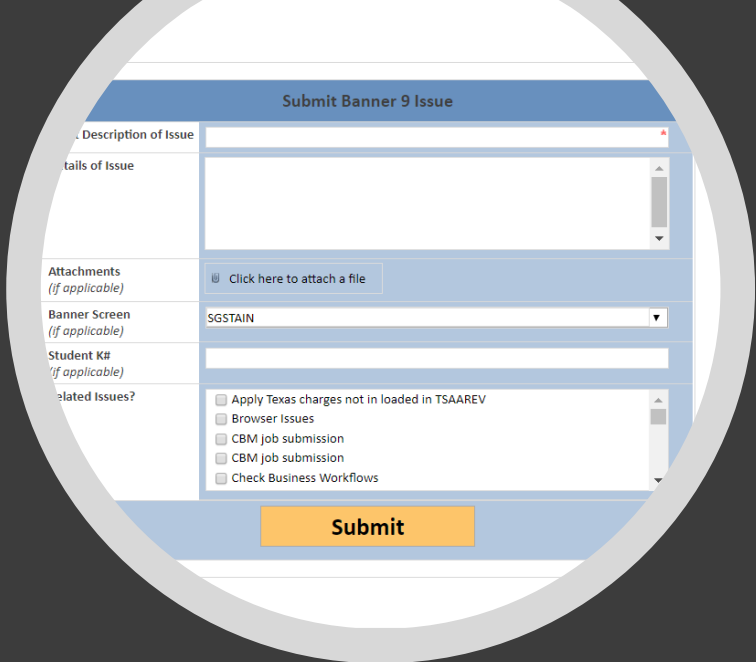 Submit Banner 9 Issue
Description of Issue
*
tails of Issue
Attachments
(if applicable)
Click here to attach a file
Banner Screen
(if applicable)
SGSTAIN
Student K#
(if applicable)
elated Issues?
Apply Texas charges not in loaded in TSAAREV
Browser Issues
CBM job submission
CBM job submission
Check Business Workflows
Submit